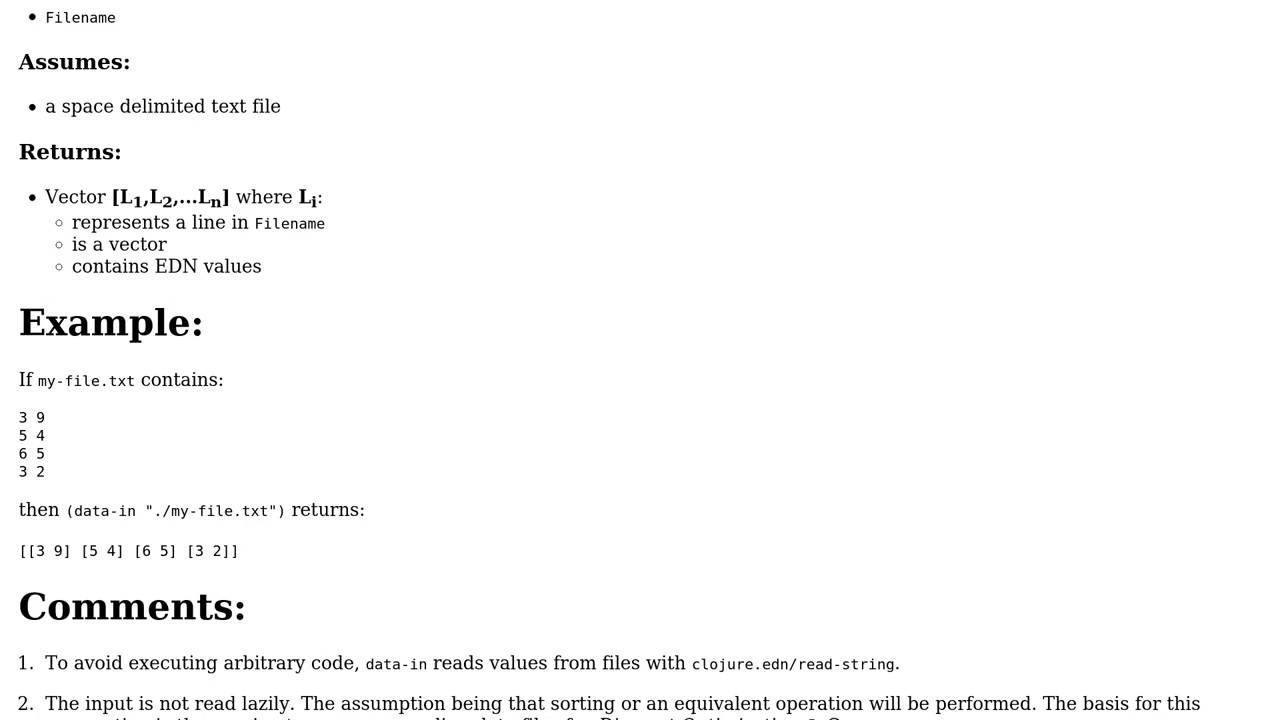 Filename
Assumes:
a space delimited text file
Returns:
Vector [L1,L2,...Ln] where Li:
represents a line in Filename
is a vector
contains EDN values
Example:
If my-file.txt contains:
3 9
5 4
6 5
3 2
then (data-in "./my-file.txt") returns:
[[3 9] [5 4] [6 5] [3 2]]
Comments:
1. To avoid executing arbitrary code, data-in reads values from files with clojure.edn/read-string.
2. The input is not read lazily. The assumption being that sorting or an equivalent operation will be performed. The basis for this